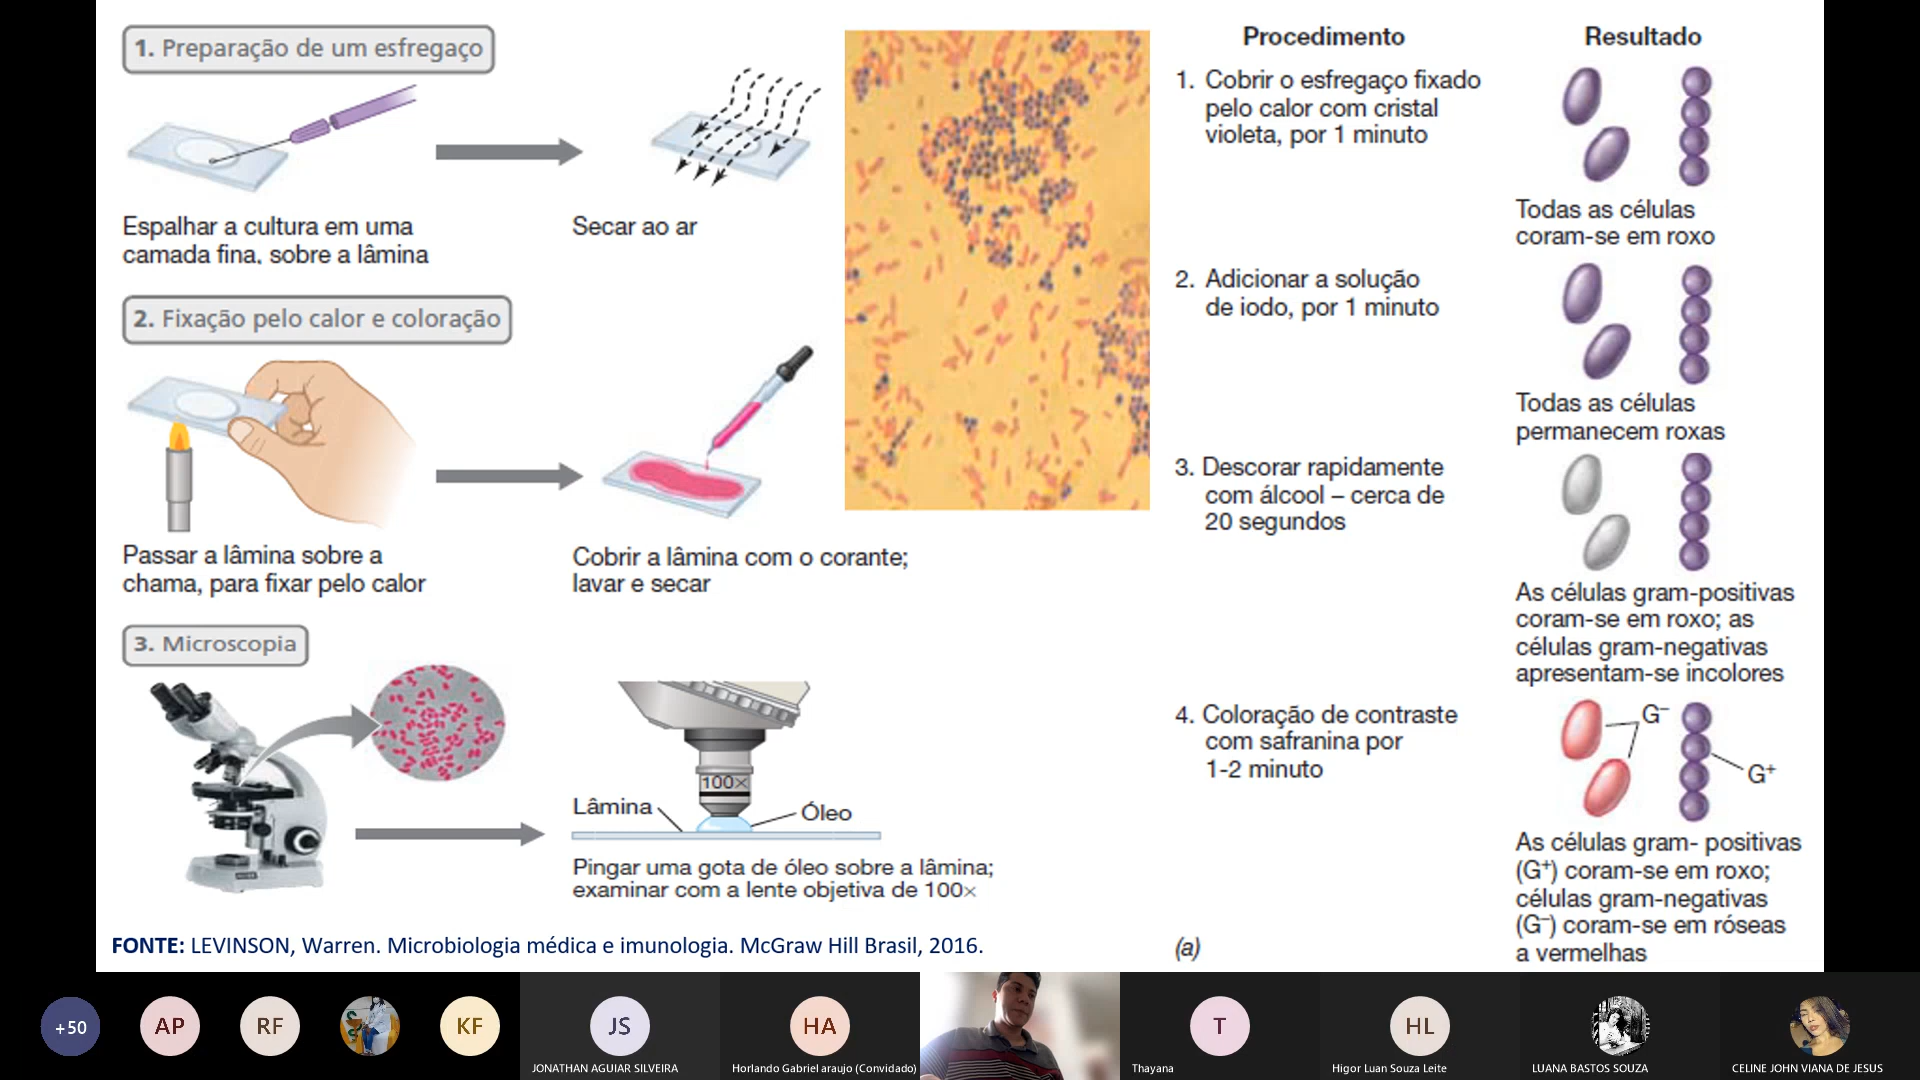 1. Preparação de um esfregaço
Espalhar a cultura em uma
camada fina, sobre a lâmina
Secar ao ar
2. Fixação pelo calor e coloração
Passar a lâmina sobre a
chama, para fixar pelo calor
Cobrir a lâmina com o corante;
lavar e secar
3. Microscopia
100×
Lâmina
Óleo
Pingar uma gota de óleo sobre a lâmina;
examinar com a lente objetiva de 100×
FONTE: LEVINSON, Warren. Microbiologia médica e imunologia. McGraw Hill Brasil, 2016.
Procedimento
Resultado
1. Cobrir o esfregaço fixado
pelo calor com cristal
violeta, por 1 minuto
Todas as células
coram-se em roxo
2. Adicionar a solução
de iodo, por 1 minuto
Todas as células
permanecem roxas
3. Descorar rapidamente
com álcool – cerca de
20 segundos
As células gram-positivas
coram-se em roxo; as
células gram-negativas
apresentam-se incolores
4. Coloração de contraste
com safranina por
1-2 minuto
G⁻
G⁺
As células gram- positivas
(G⁺) coram-se em roxo;
células gram-negativas
(G⁻) coram-se em róseas
a vermelhas
(a)
+50
AP
RF
KF
JS
JONATHAN AGUIAR SILVEIRA
HA
Horlando Gabriel araujo (Convidado)
T
Thayana
HL
Higor Luan Souza Leite
LUANA BASTOS SOUZA
CELINE JOHN VIANA DE JESUS